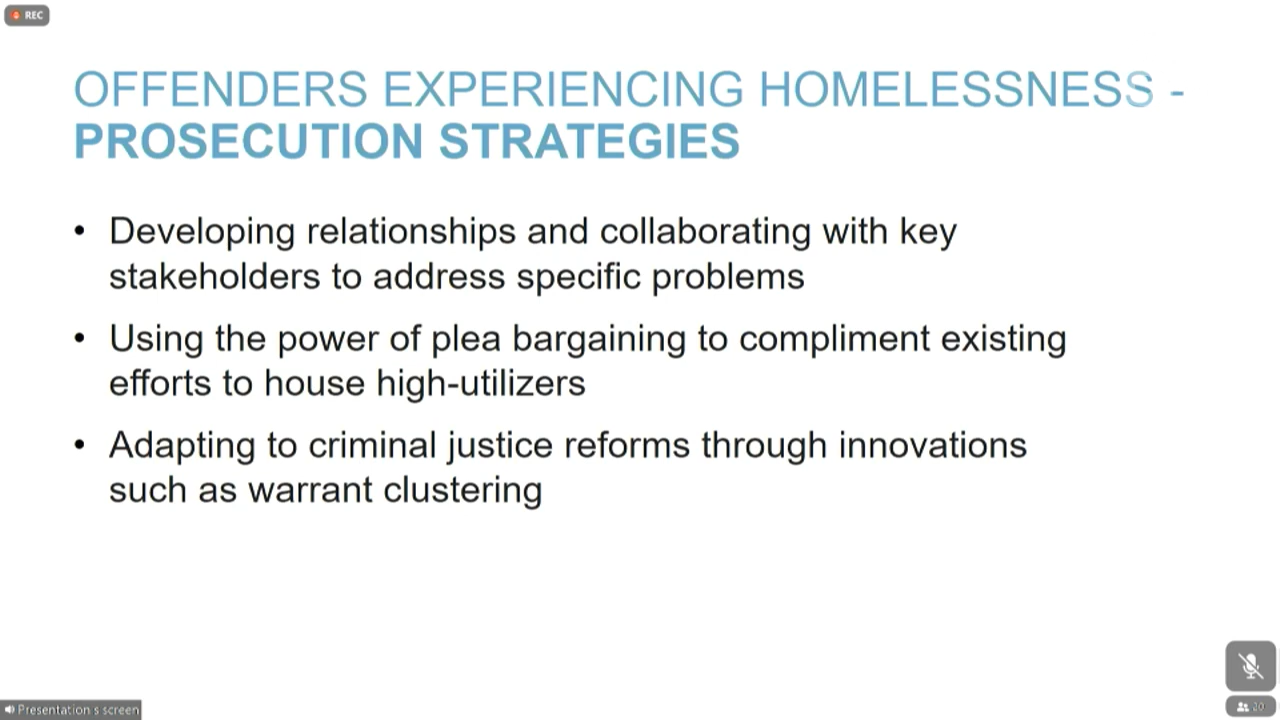 REC
OFFENDERS EXPERIENCING HOMELESSNESS -
PROSECUTION STRATEGIES
• Developing relationships and collaborating with key
stakeholders to address specific problems
• Using the power of plea bargaining to compliment existing
efforts to house high-utilizers
• Adapting to criminal justice reforms through innovations
such as warrant clustering
Presentation s screen
20